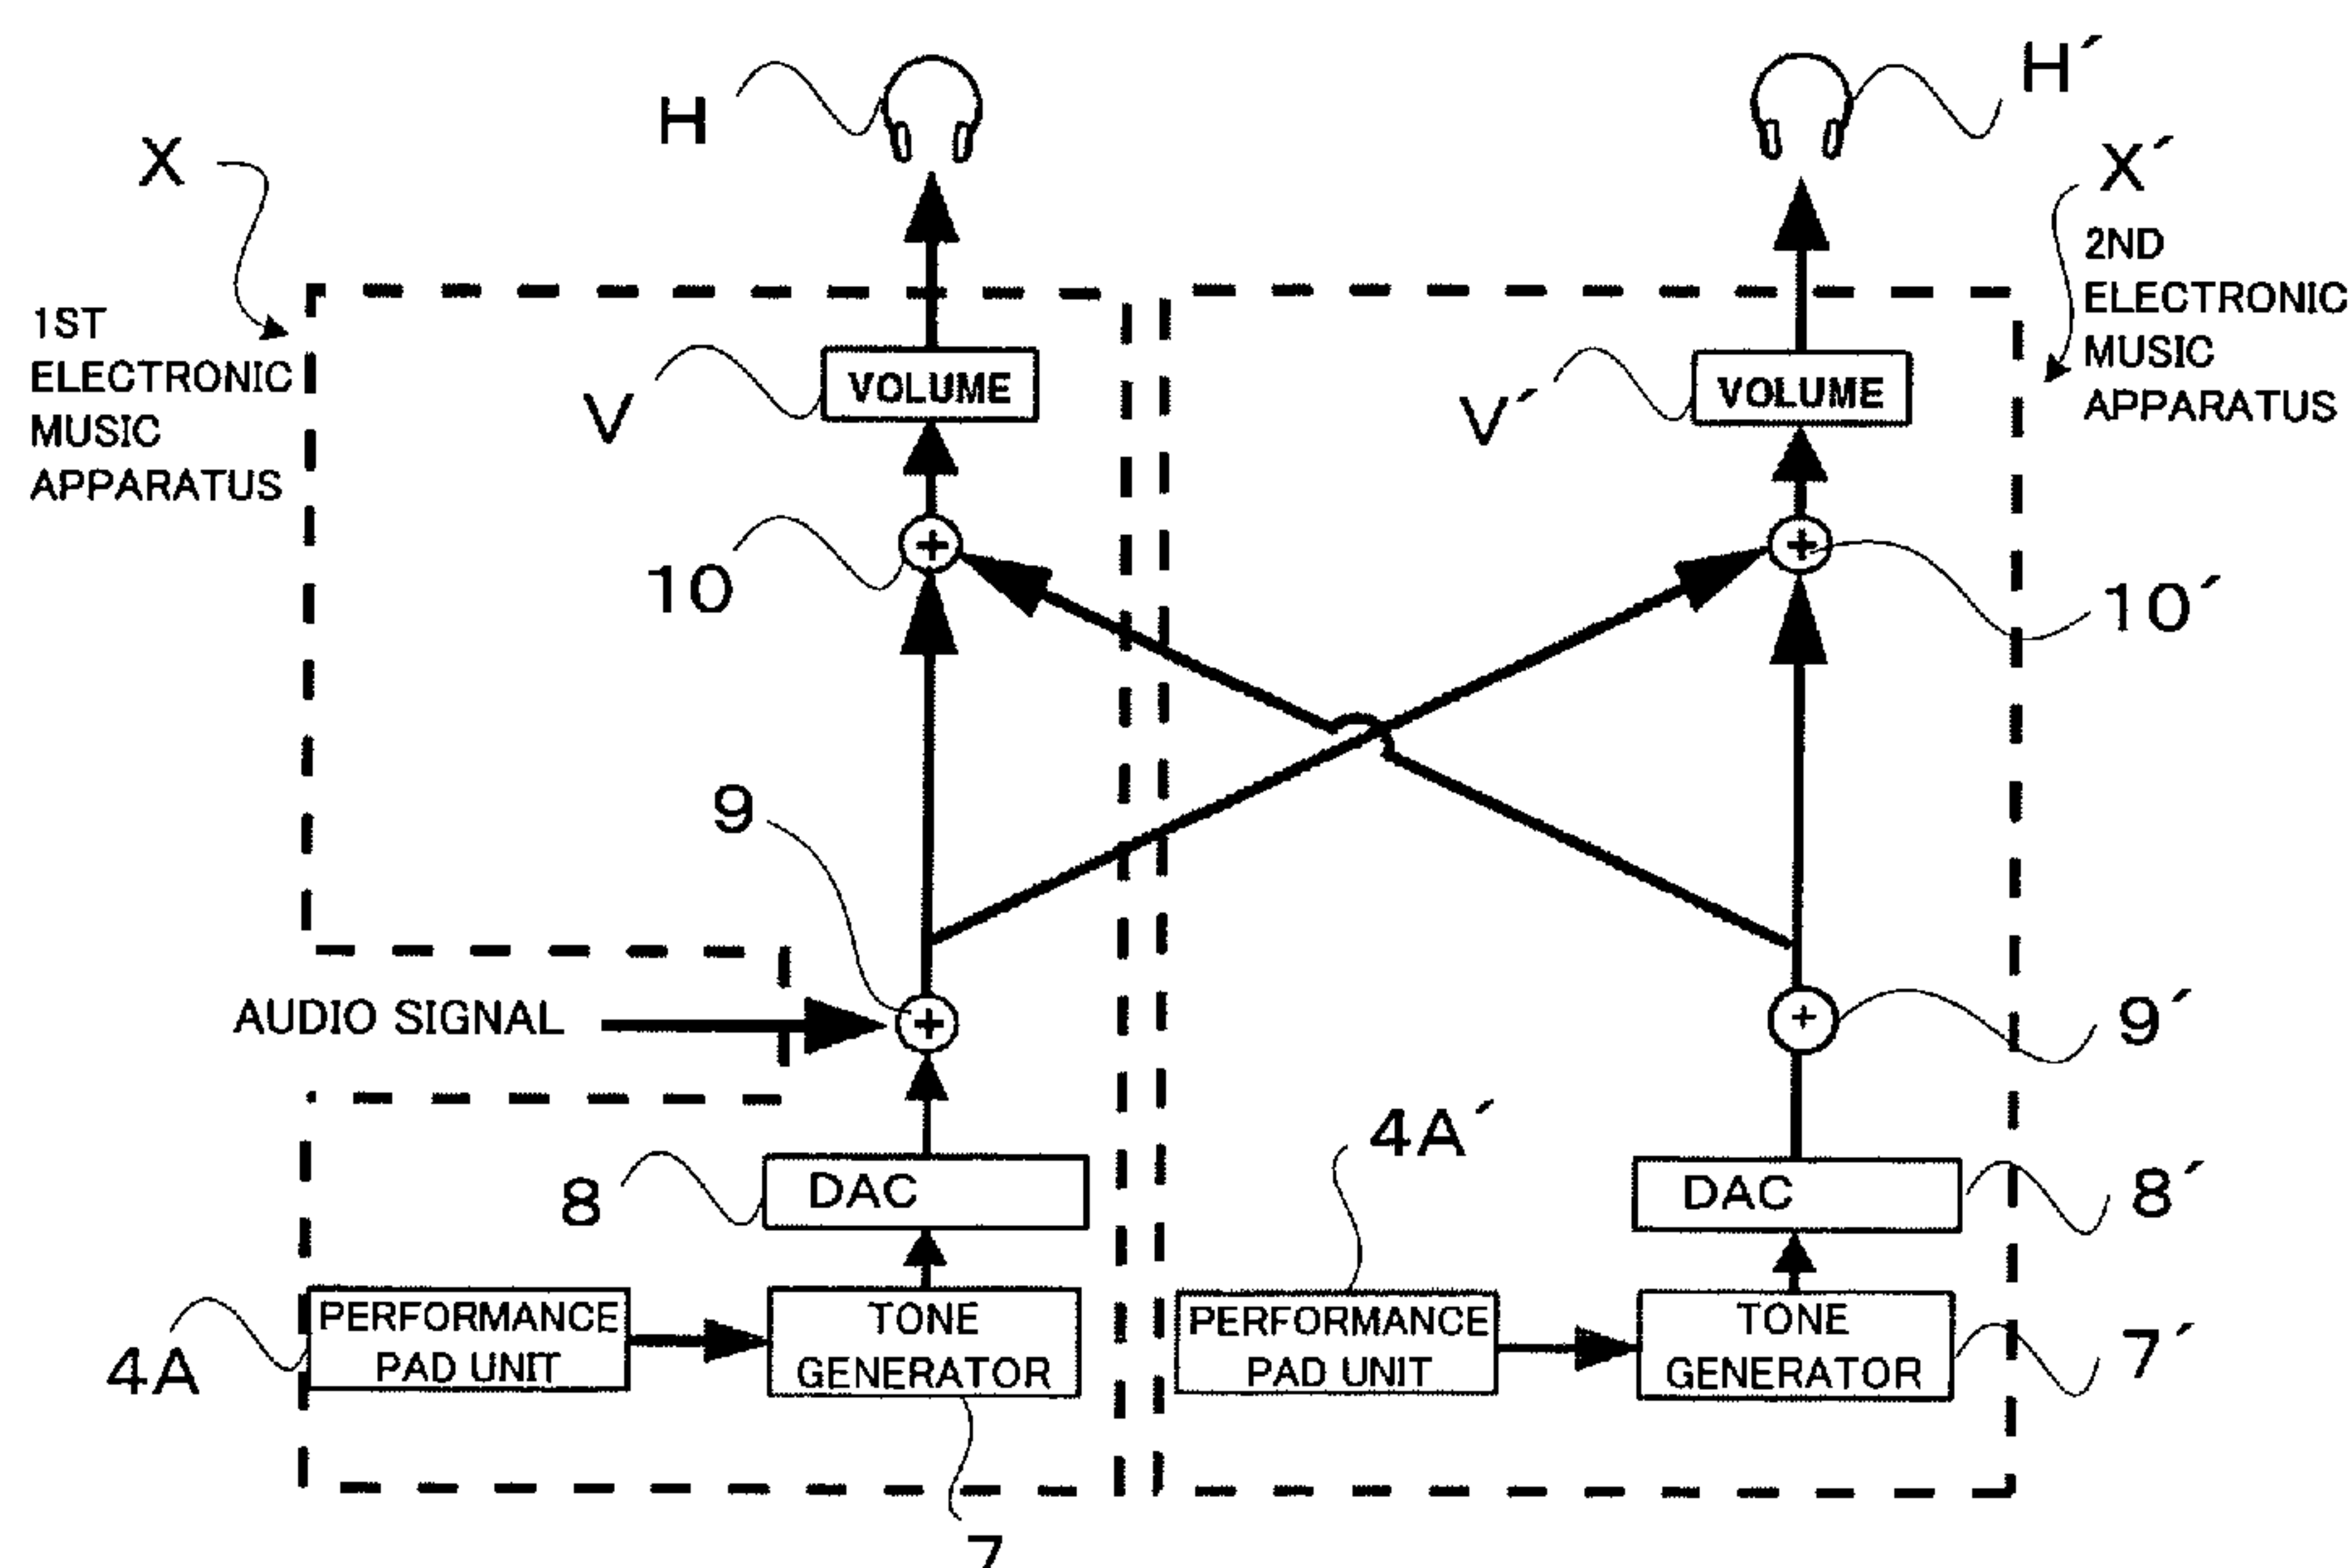 H
H´
X
X´
2ND
ELECTRONIC
MUSIC
APPARATUS
1ST
ELECTRONIC
MUSIC
APPARATUS
VOLUME
VOLUME
V
V´
+
+
10
10´
9
AUDIO SIGNAL
+
+
9´
4A´
8
DAC
DAC
8´
PERFORMANCE
PAD UNIT
TONE
GENERATOR
PERFORMANCE
PAD UNIT
TONE
GENERATOR
4A
7´
7